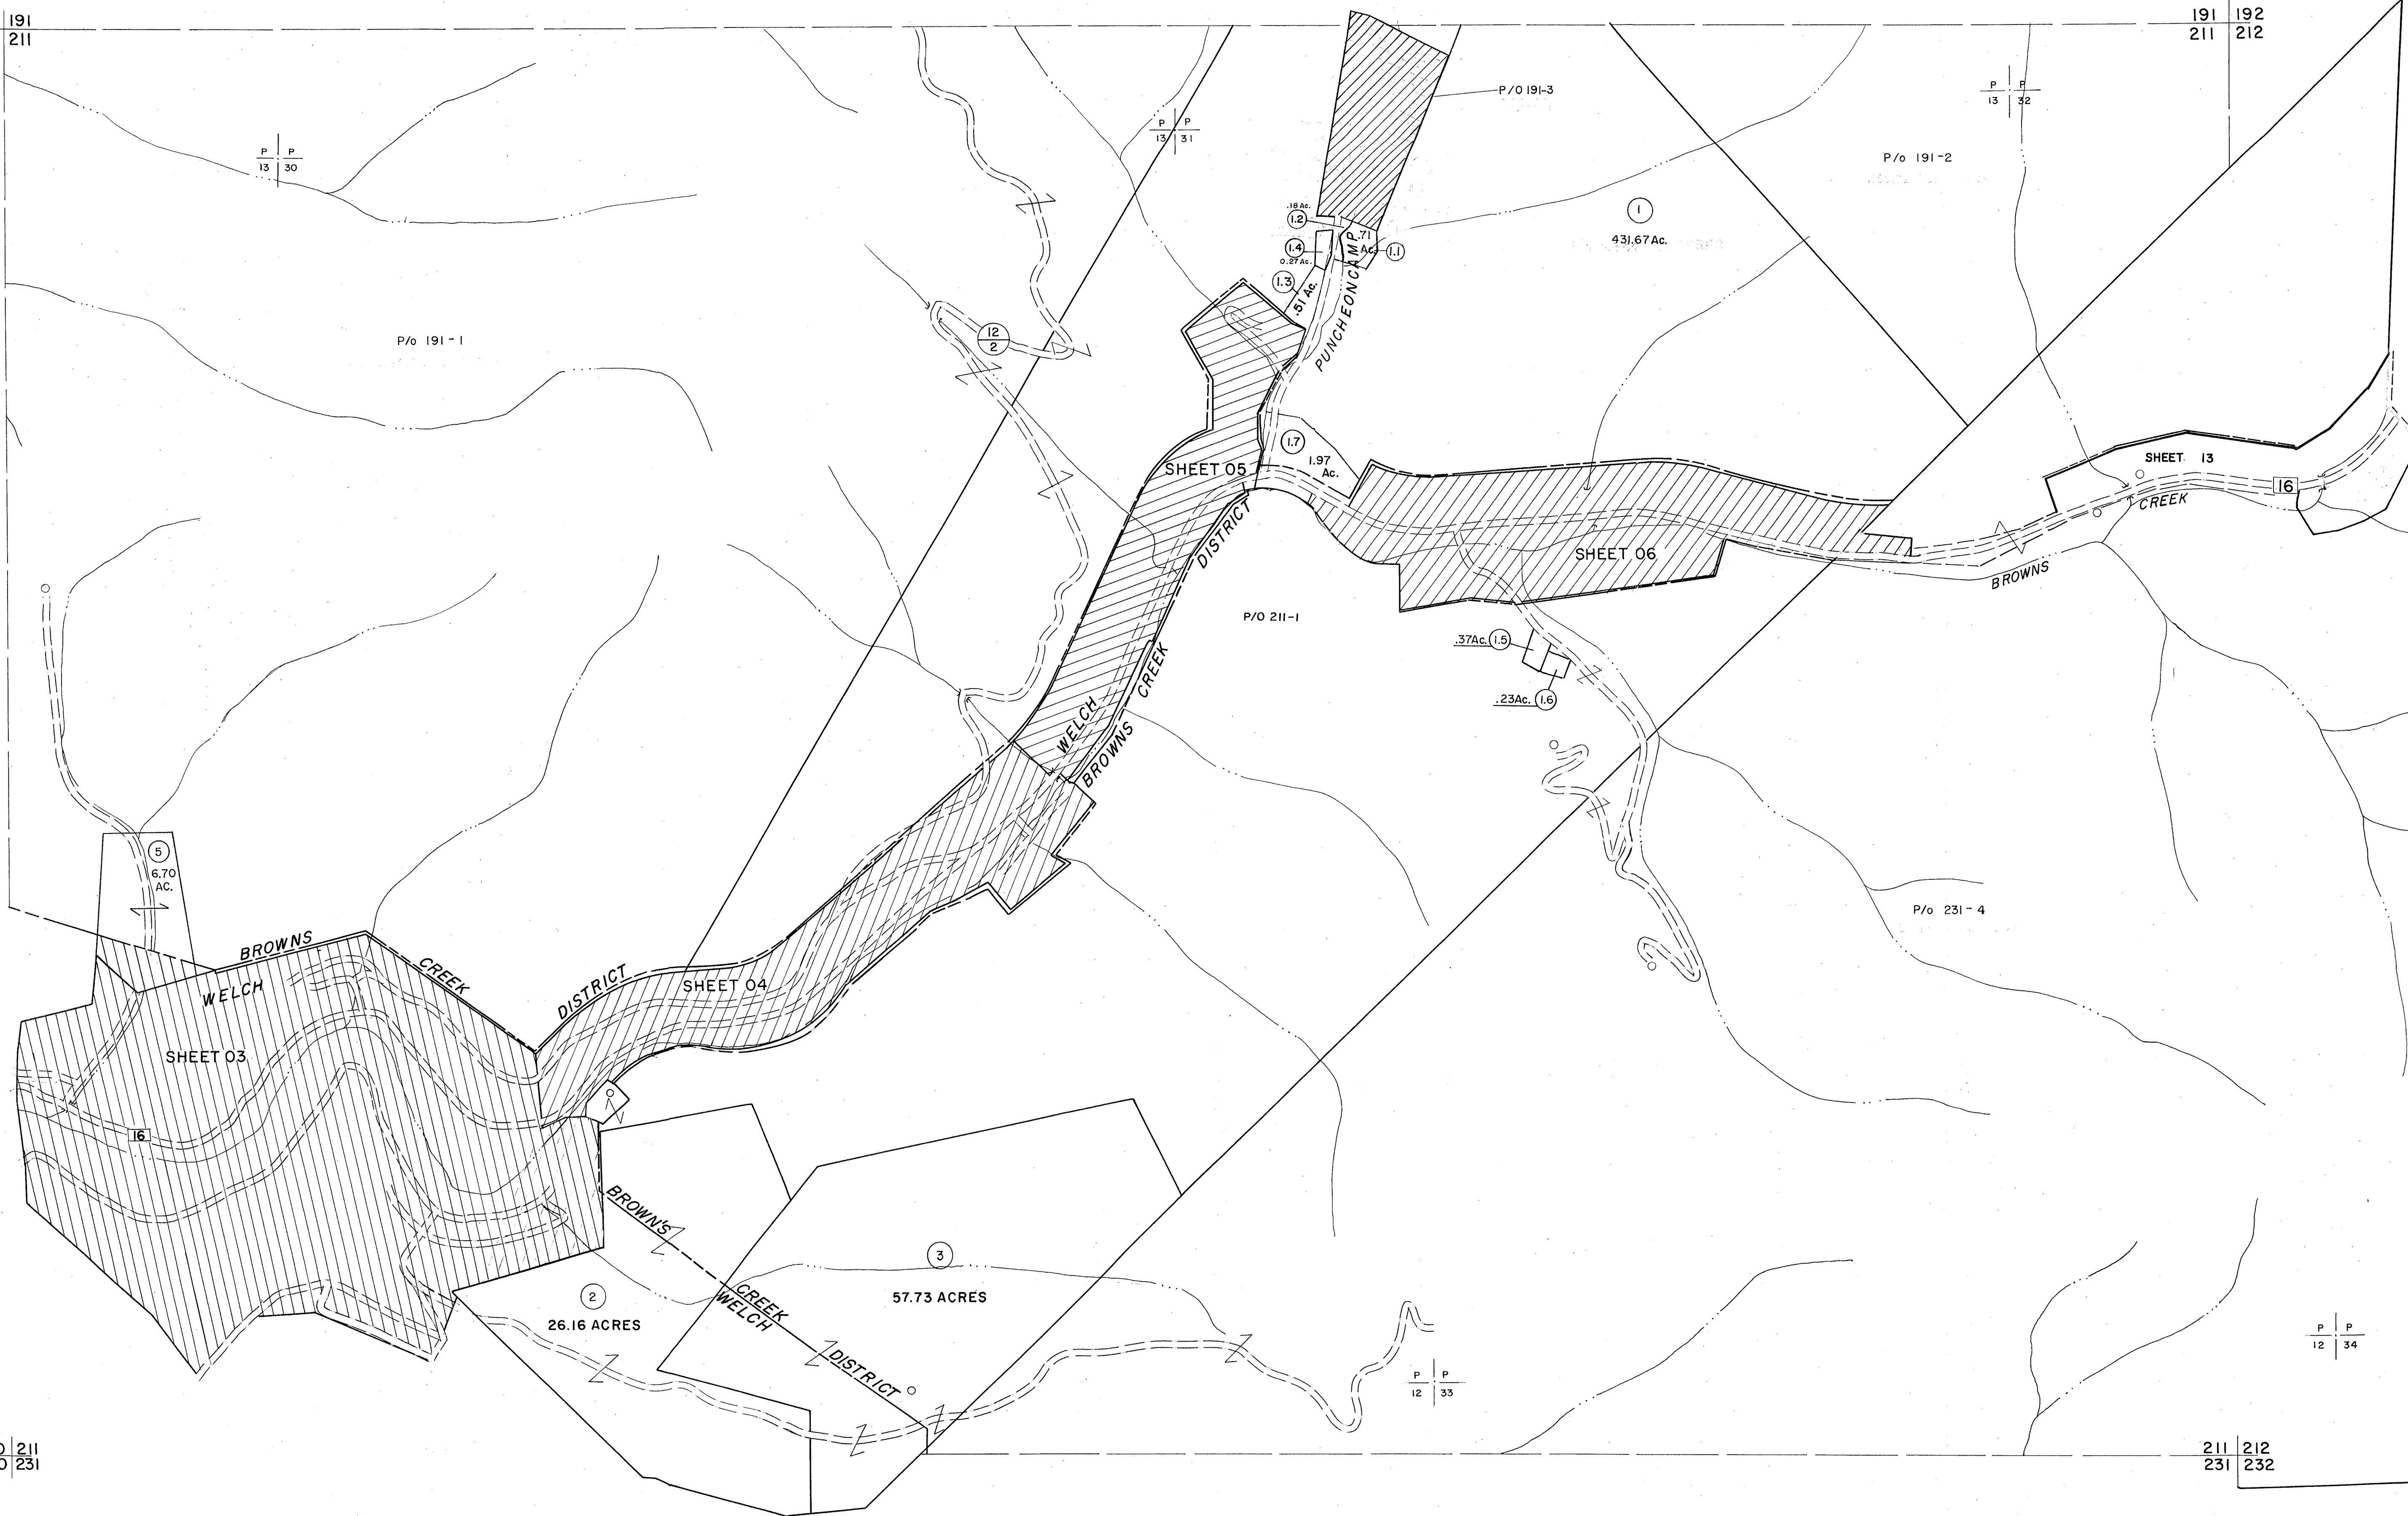 191
211
191 192
211 212
P/O 191-3
P P
13 32
P P
13 31
P P
13 30
P/o 191-2
.18 Ac.
1.2
1
431.67 Ac.
.71
Ac.
1.1
1.4
0.27 Ac.
1.3
.51 Ac.
PUNCHEONCAMP
12
2
P/o 191-1
1.7
1.97
Ac.
SHEET 05
SHEET 13
16
CREEK
DISTRICT
SHEET 06
BROWNS
P/O 211-1
.37Ac. 1.5
.23Ac. 1.6
CREEK
WELCH
BROWNS
5
6.70
AC.
P/o 231-4
BROWNS
CREEK
WELCH
DISTRICT
SHEET 04
SHEET 03
16
BROWN'S
3
57.73 ACRES
2
26.16 ACRES
CREEK
WELCH
DISTRICT
P P
12 33
P P
12 34
211
231
211 212
231 232